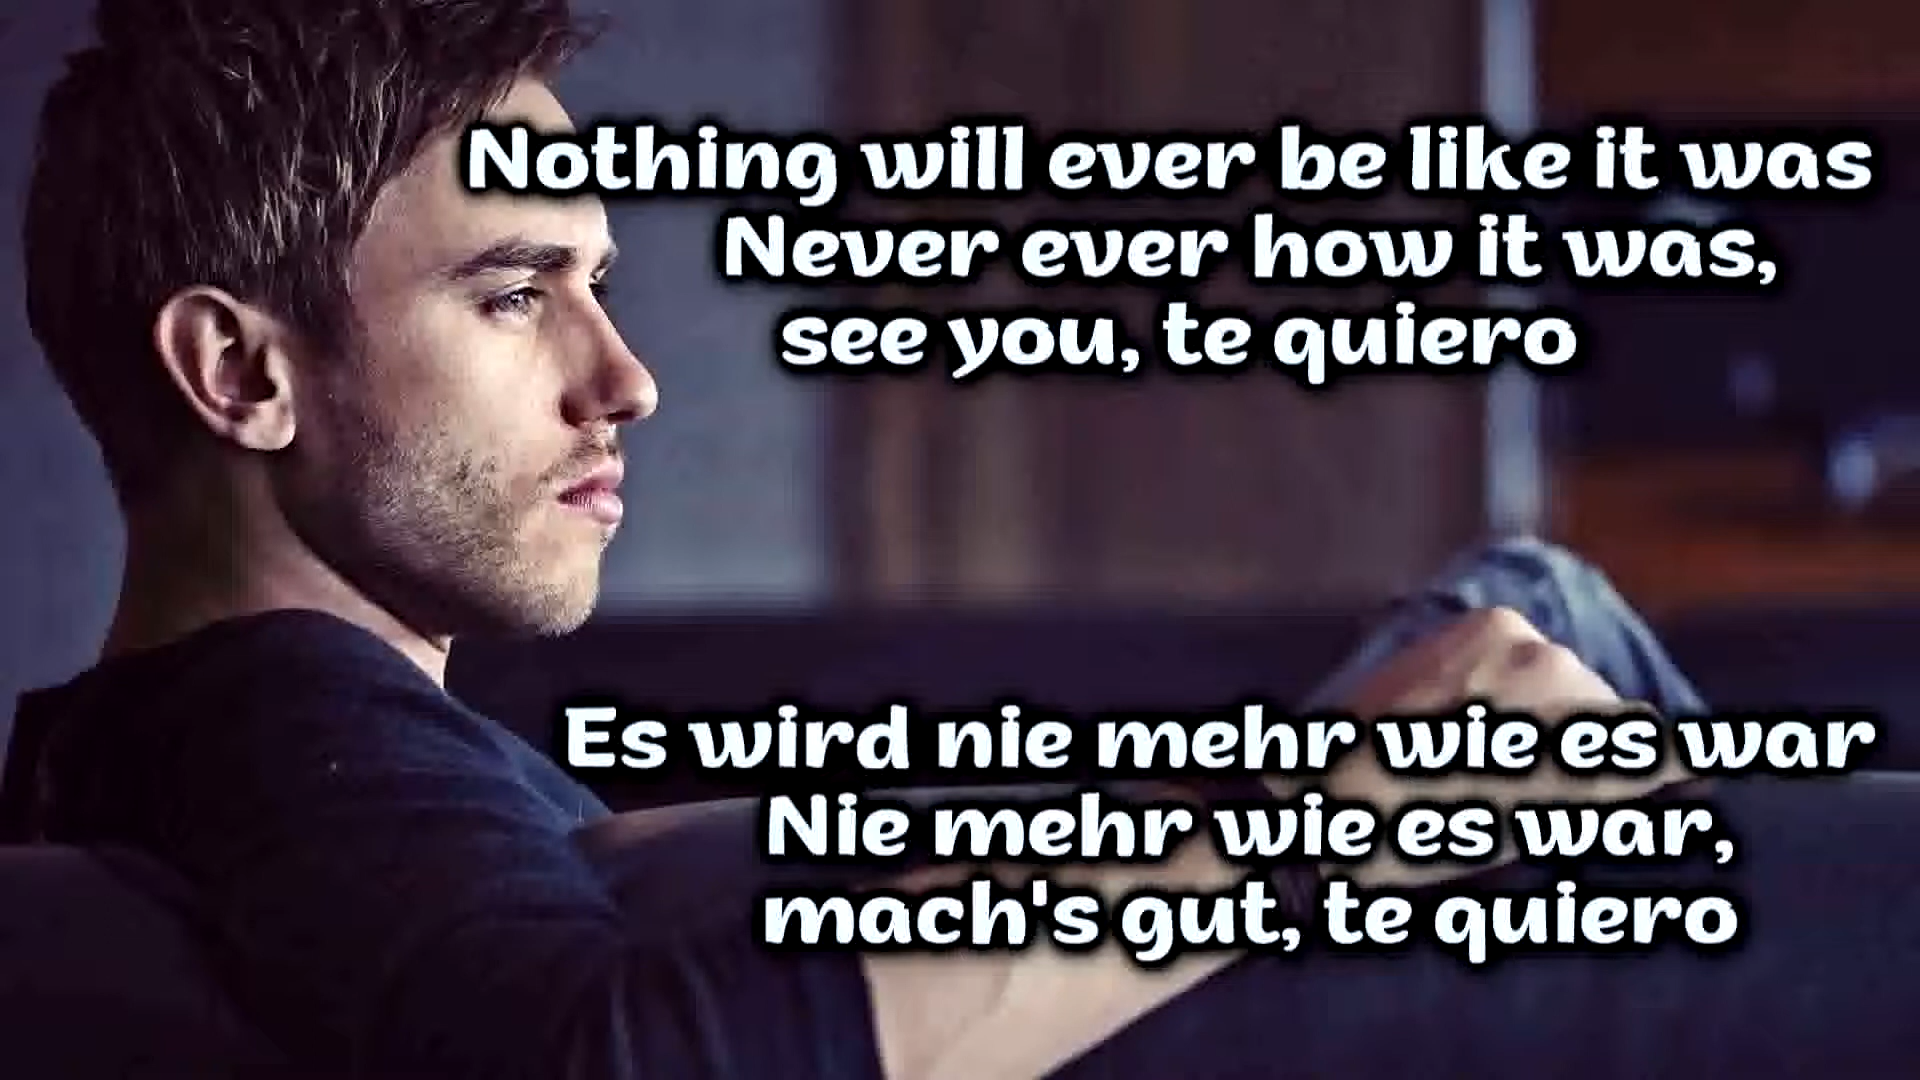 Nothing will ever be like it was
Never ever how it was,
see you, te quiero
Es wird nie mehr wie es war
Nie mehr wie es war,
mach's gut, te quiero